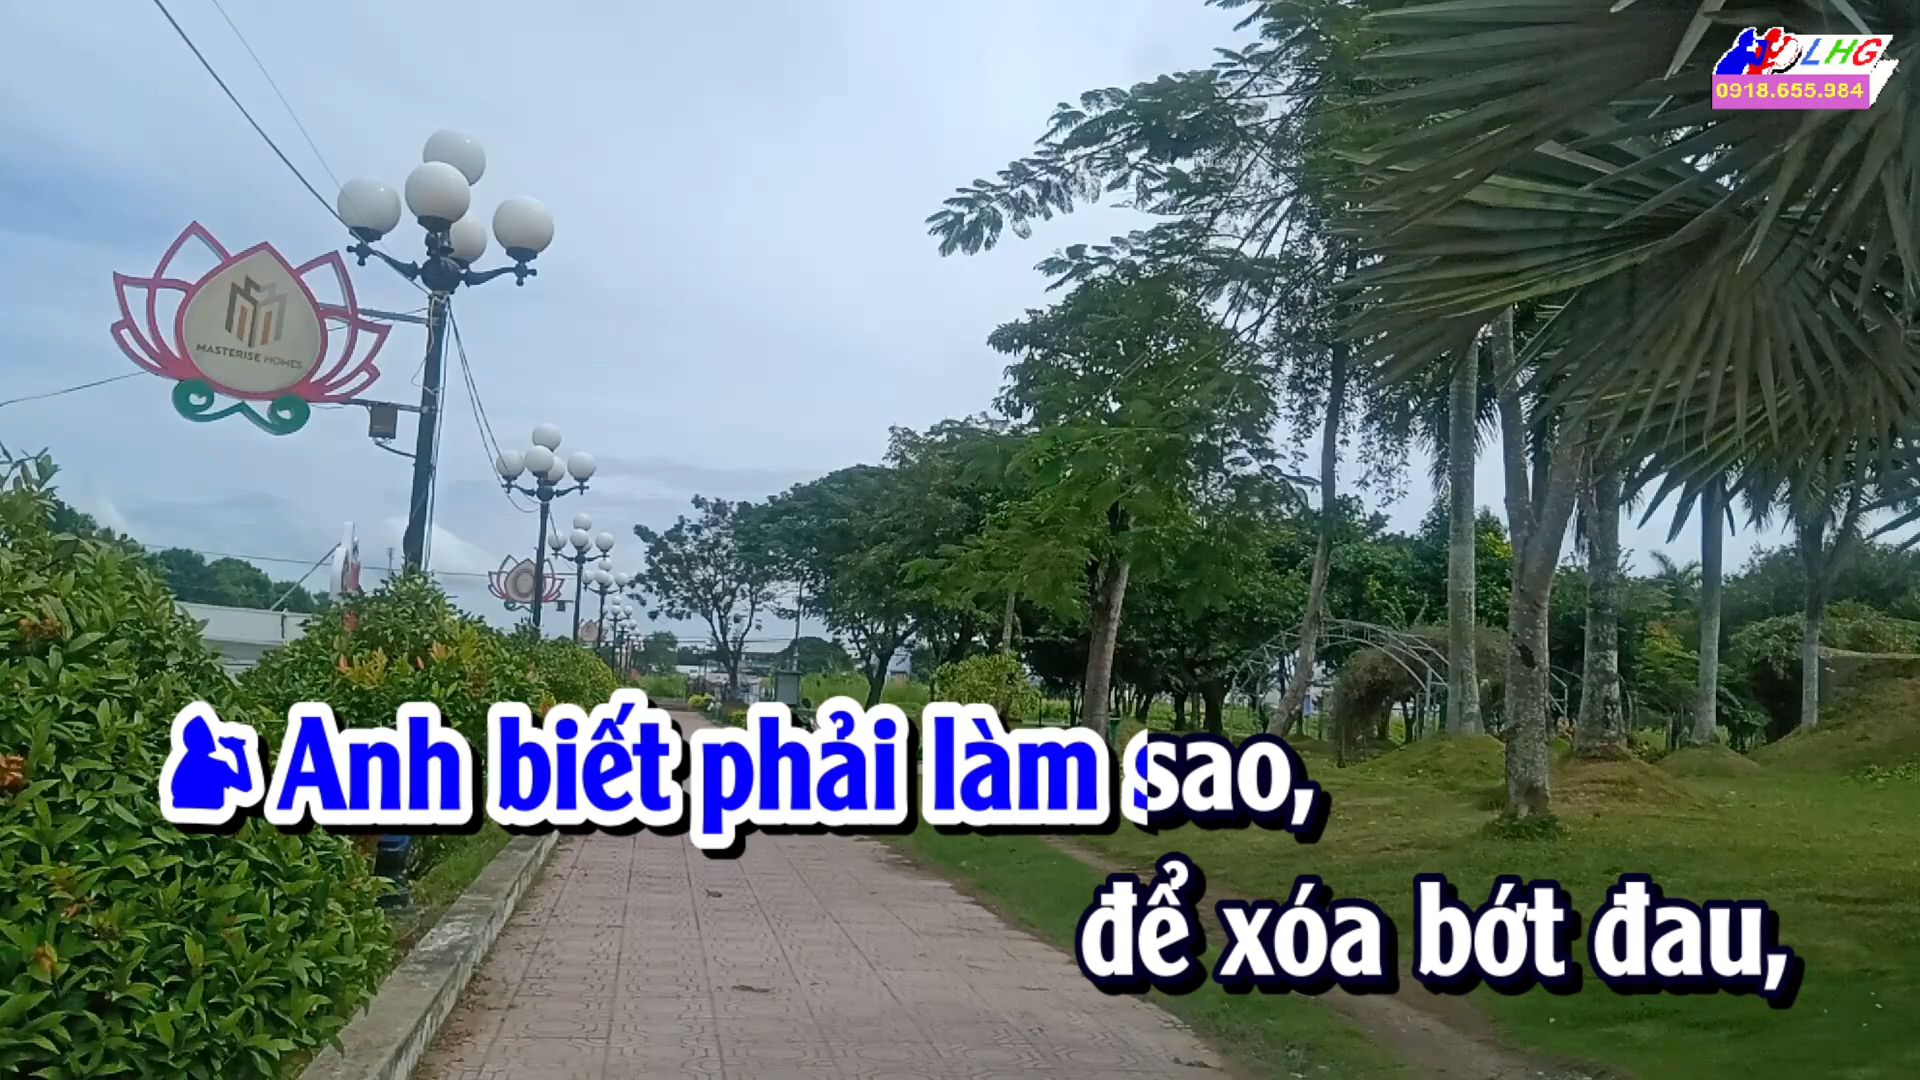 LHG
0918.655.984
MASTERISE HOMES
Anh biết phải làm sao,
để xóa bớt đau,